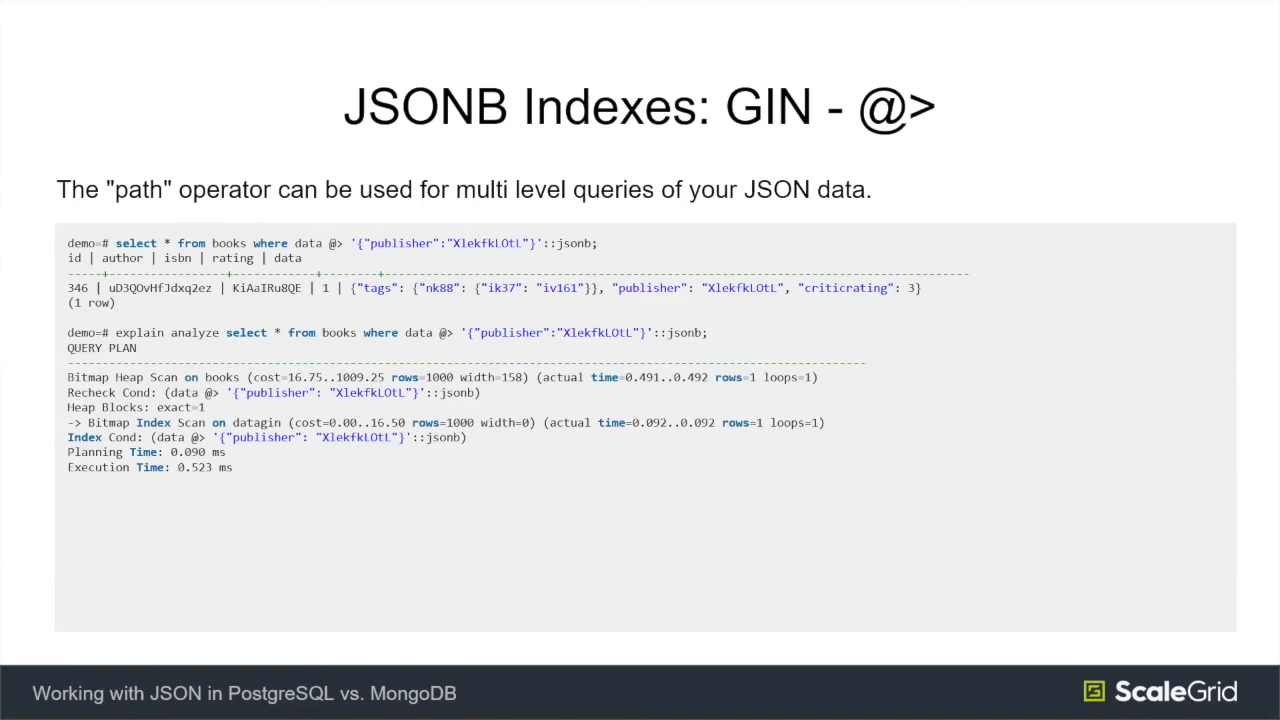 JSONB Indexes: GIN - @>
The "path" operator can be used for multi level queries of your JSON data.
demo=# select * from books where data @> '{"publisher":"XlekfkLOtL"}'::jsonb;
id | author | isbn | rating | data
-----+-----------------+------------+--------+-------------------------------------------------------------------------------------
346 | uD3QOvHfJdxq2ez | KiAaIRu8QE | 1 | {"tags": {"nk88": {"ik37": "iv161"}}, "publisher": "XlekfkLOtL", "criticrating": 3}
(1 row)
demo=# explain analyze select * from books where data @> '{"publisher":"XlekfkLOtL"}'::jsonb;
QUERY PLAN
--------------------------------------------------------------------------------------------------------------------
Bitmap Heap Scan on books (cost=16.75..1009.25 rows=1000 width=158) (actual time=0.491..0.492 rows=1 loops=1)
Recheck Cond: (data @> '{"publisher": "XlekfkLOtL"}'::jsonb)
Heap Blocks: exact=1
-> Bitmap Index Scan on datagin (cost=0.00..16.50 rows=1000 width=0) (actual time=0.092..0.092 rows=1 loops=1)
Index Cond: (data @> '{"publisher": "XlekfkLOtL"}'::jsonb)
Planning Time: 0.090 ms
Execution Time: 0.523 ms
Working with JSON in PostgreSQL vs. MongoDB
ScaleGrid